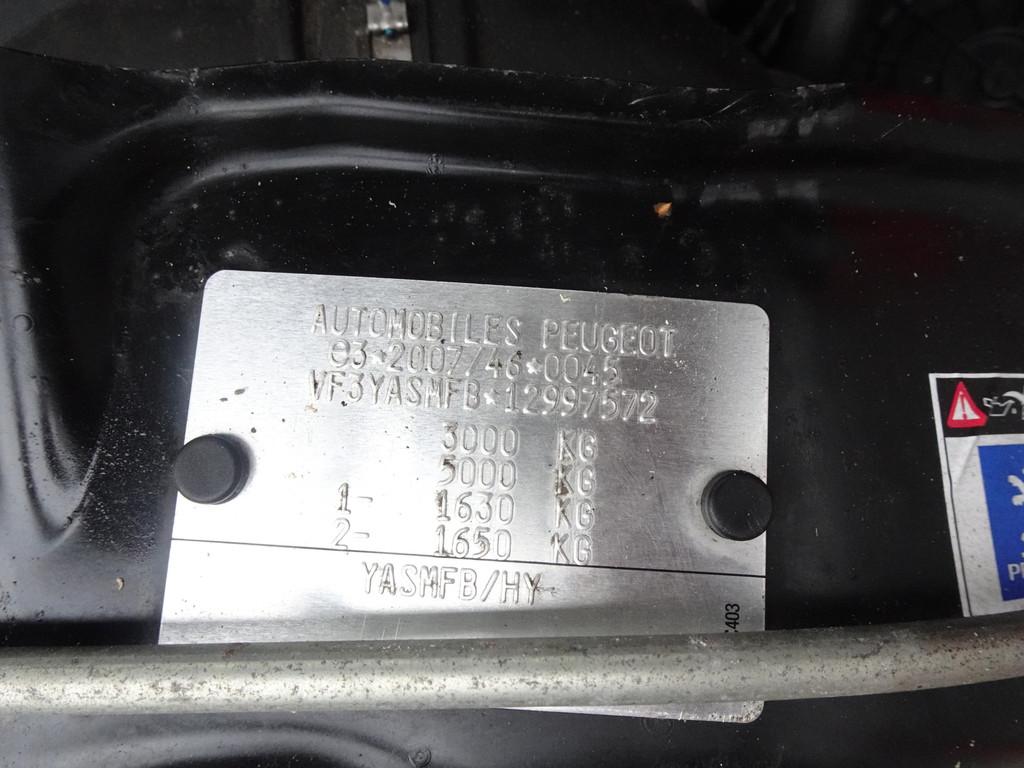 AUTOMOBILES PEUGEOT
e3*2007/46*0045
VF3YASMFB*12997572
3000 KG
5000 KG
1- 1630 KG
2- 1650 KG
YASMFB/HY-
403